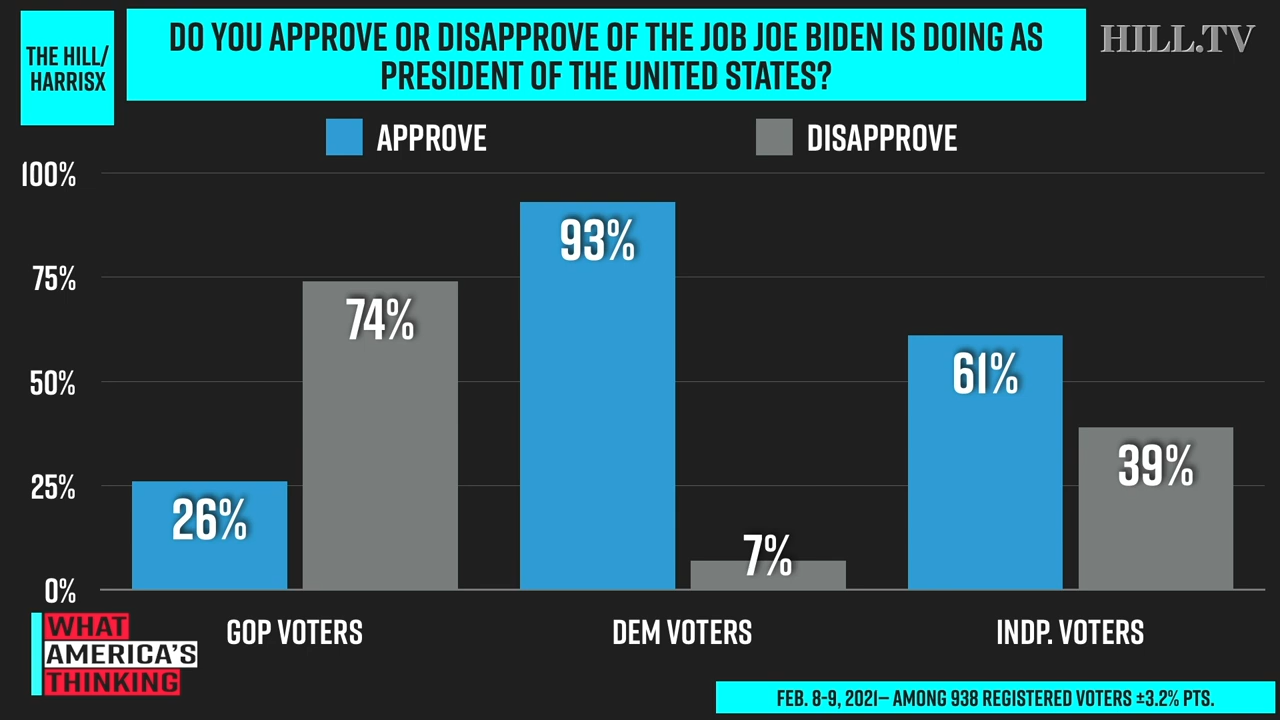 THE HILL/
HARRISX
DO YOU APPROVE OR DISAPPROVE OF THE JOB JOE BIDEN IS DOING AS
PRESIDENT OF THE UNITED STATES?
HILL.TV
APPROVE
DISAPPROVE
100%
75%
50%
25%
0%
26%
74%
93%
7%
61%
39%
GOP VOTERS
DEM VOTERS
INDP. VOTERS
WHAT
AMERICA'S
THINKING
FEB. 8-9, 2021– AMONG 938 REGISTERED VOTERS ±3.2% PTS.